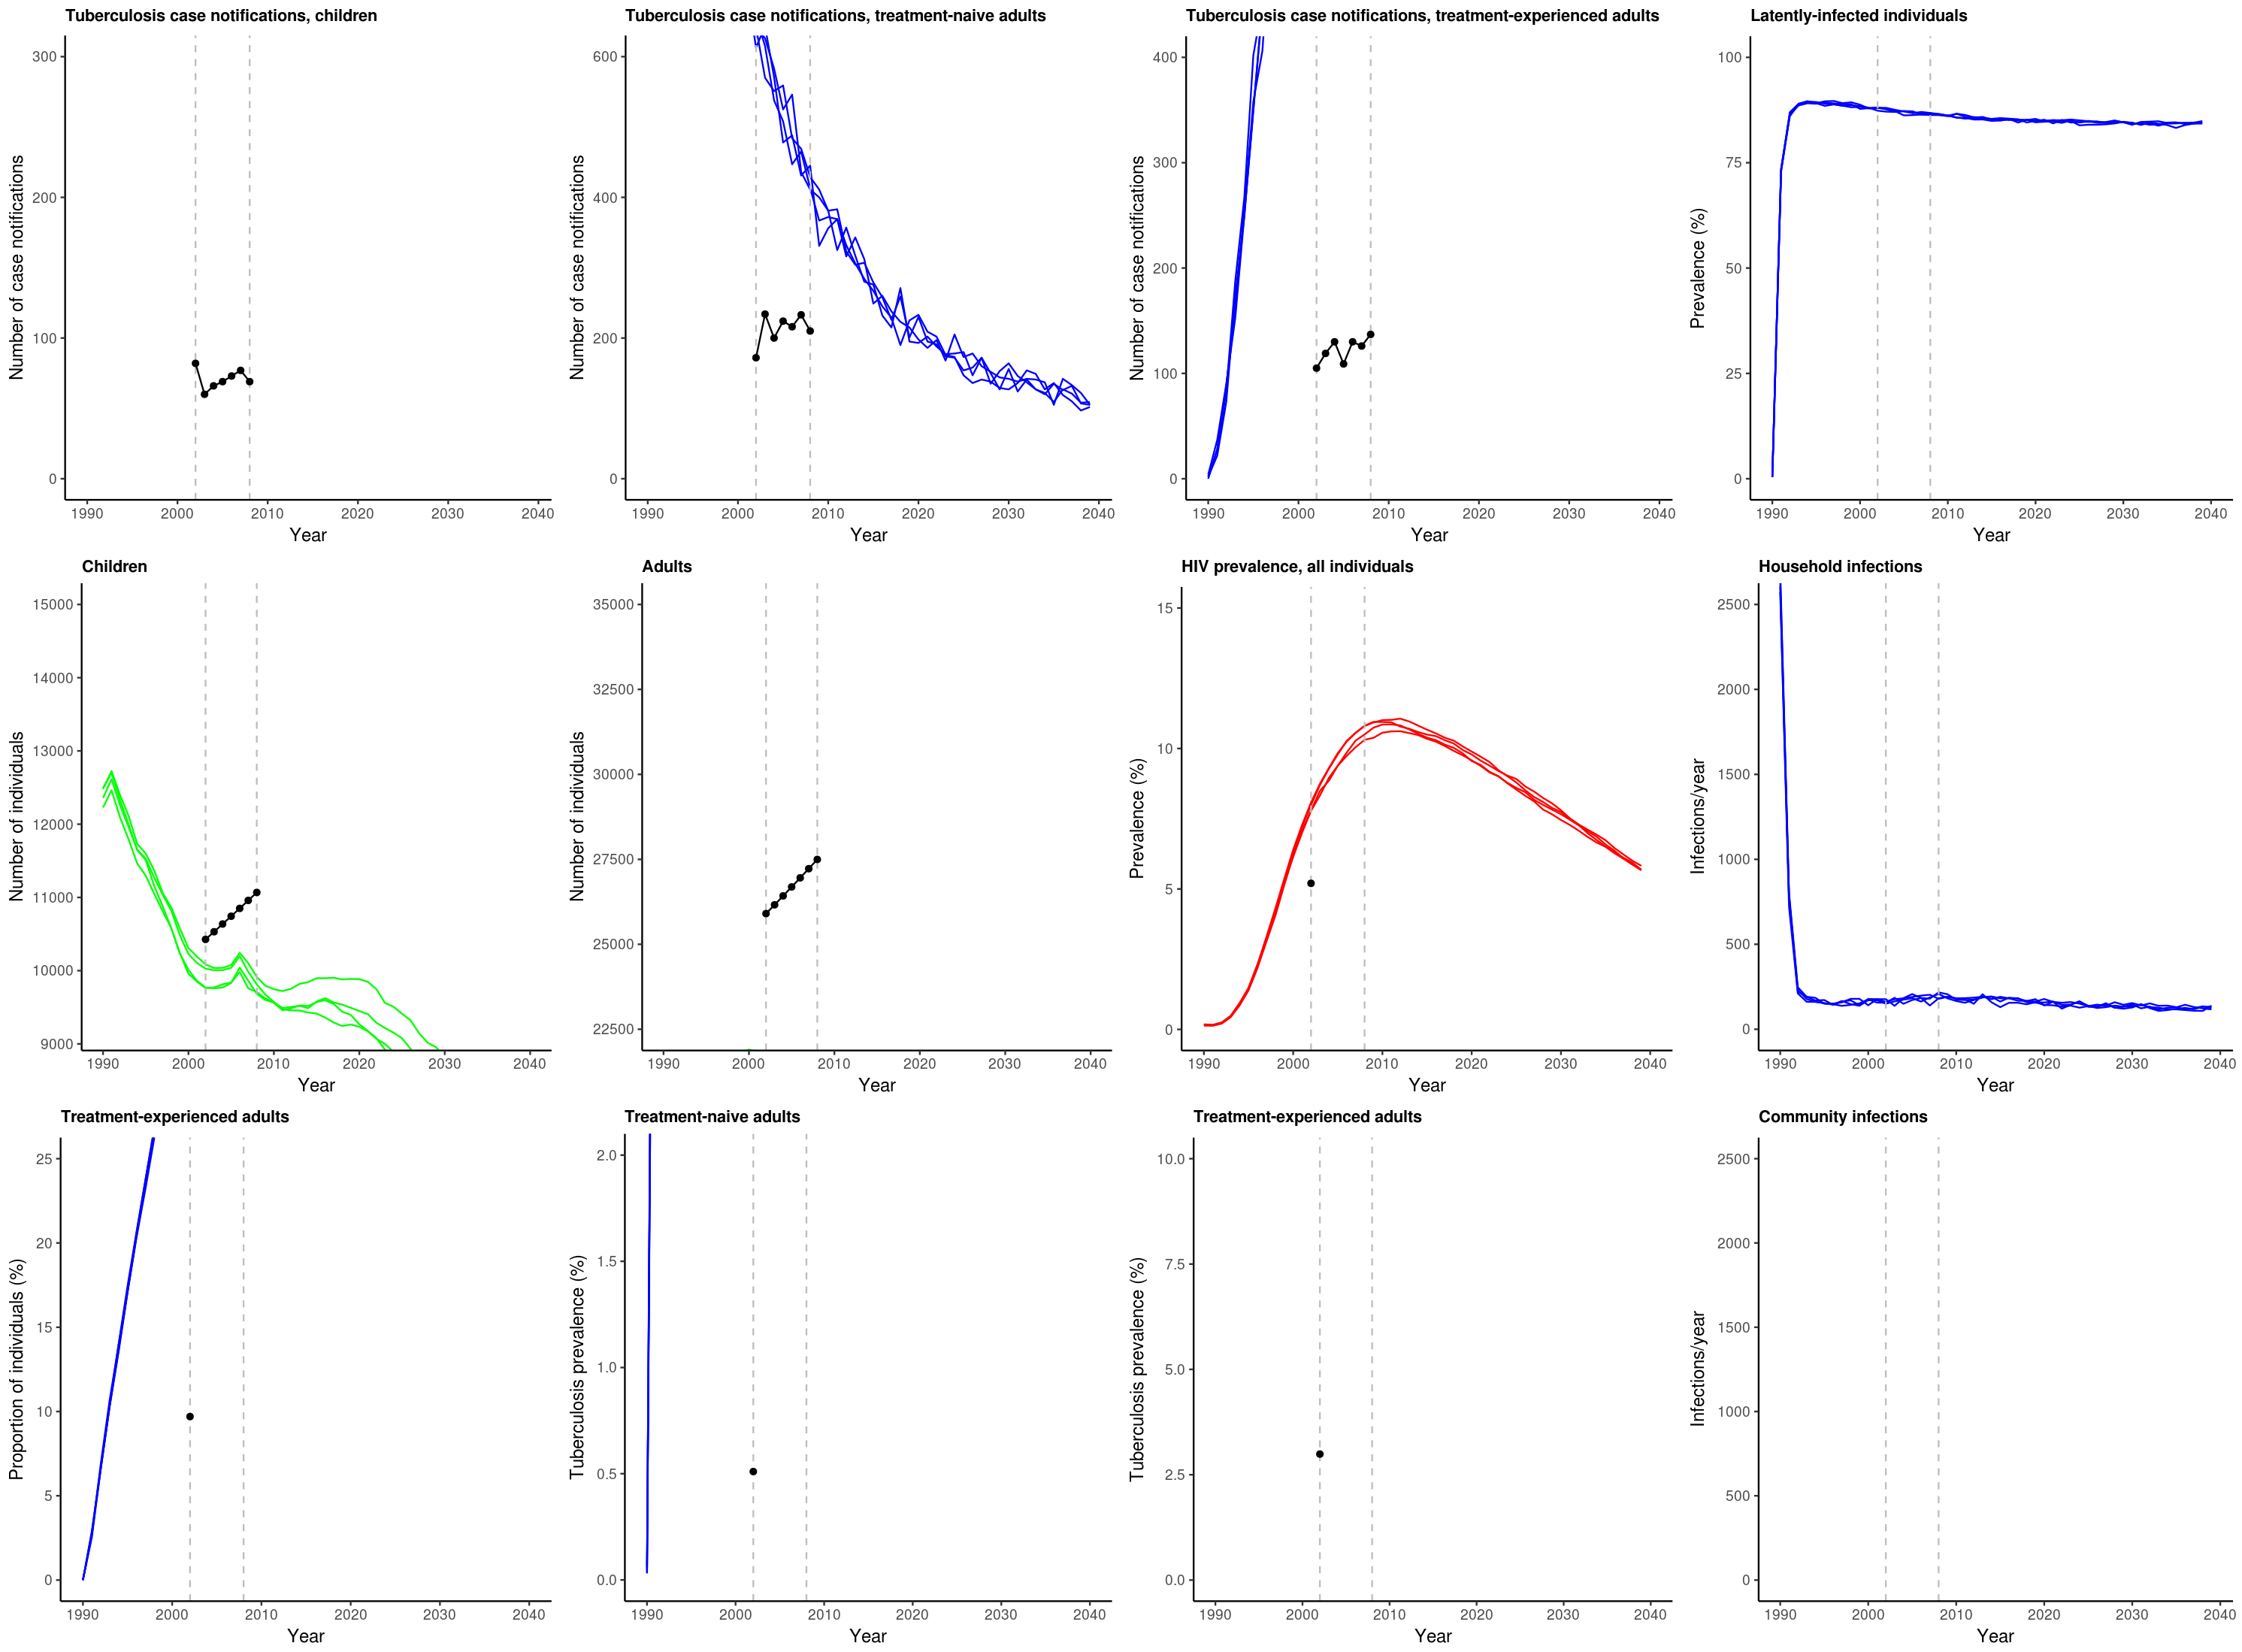 Tuberculosis case notifications, children
Number of case notifications
300
200
100
0
1990 2000 2010 2020 2030 2040
Year
Tuberculosis case notifications, treatment-naive adults
Number of case notifications
600
400
200
0
1990 2000 2010 2020 2030 2040
Year
Tuberculosis case notifications, treatment-experienced adults
Number of case notifications
400
300
200
100
0
1990 2000 2010 2020 2030 2040
Year
Latently-infected individuals
Prevalence (%)
100
75
50
25
0
1990 2000 2010 2020 2030 2040
Year
Children
Number of individuals
15000
14000
13000
12000
11000
10000
9000
1990 2000 2010 2020 2030 2040
Year
Adults
Number of individuals
35000
32500
30000
27500
25000
22500
1990 2000 2010 2020 2030 2040
Year
HIV prevalence, all individuals
Prevalence (%)
15
10
5
0
1990 2000 2010 2020 2030 2040
Year
Household infections
Infections/year
2500
2000
1500
1000
500
0
1990 2000 2010 2020 2030 2040
Year
Treatment-experienced adults
Proportion of individuals (%)
25
20
15
10
5
0
1990 2000 2010 2020 2030 2040
Year
Treatment-naive adults
Tuberculosis prevalence (%)
2.0
1.5
1.0
0.5
0.0
1990 2000 2010 2020 2030 2040
Year
Treatment-experienced adults
Tuberculosis prevalence (%)
10.0
7.5
5.0
2.5
0.0
1990 2000 2010 2020 2030 2040
Year
Community infections
Infections/year
2500
2000
1500
1000
500
0
1990 2000 2010 2020 2030 2040
Year